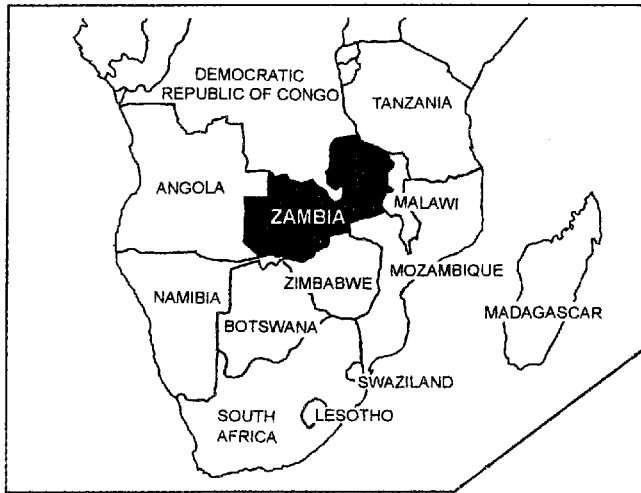 DEMOCRATIC
REPUBLIC OF CONGO
TANZANIA
ANGOLA
ZAMBIA
MALAWI
MOZAMBIQUE
ZIMBABWE
NAMIBIA
MADAGASCAR
BOTSWANA
SWAZILAND
SOUTH
AFRICA
LESOTHO